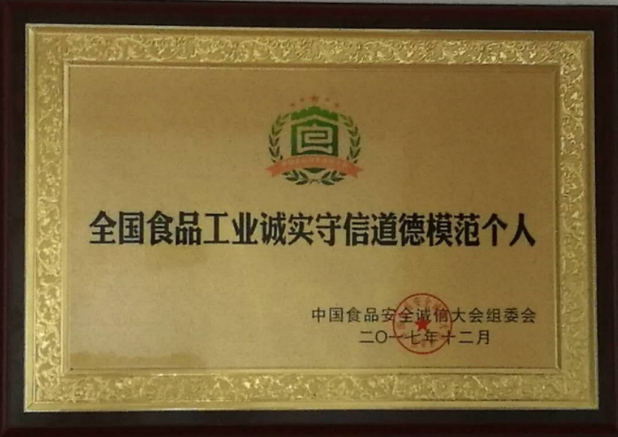 全国食品工业诚实守信道德模范个人
中国食品安全诚信大会组委会
二〇一七年十二月